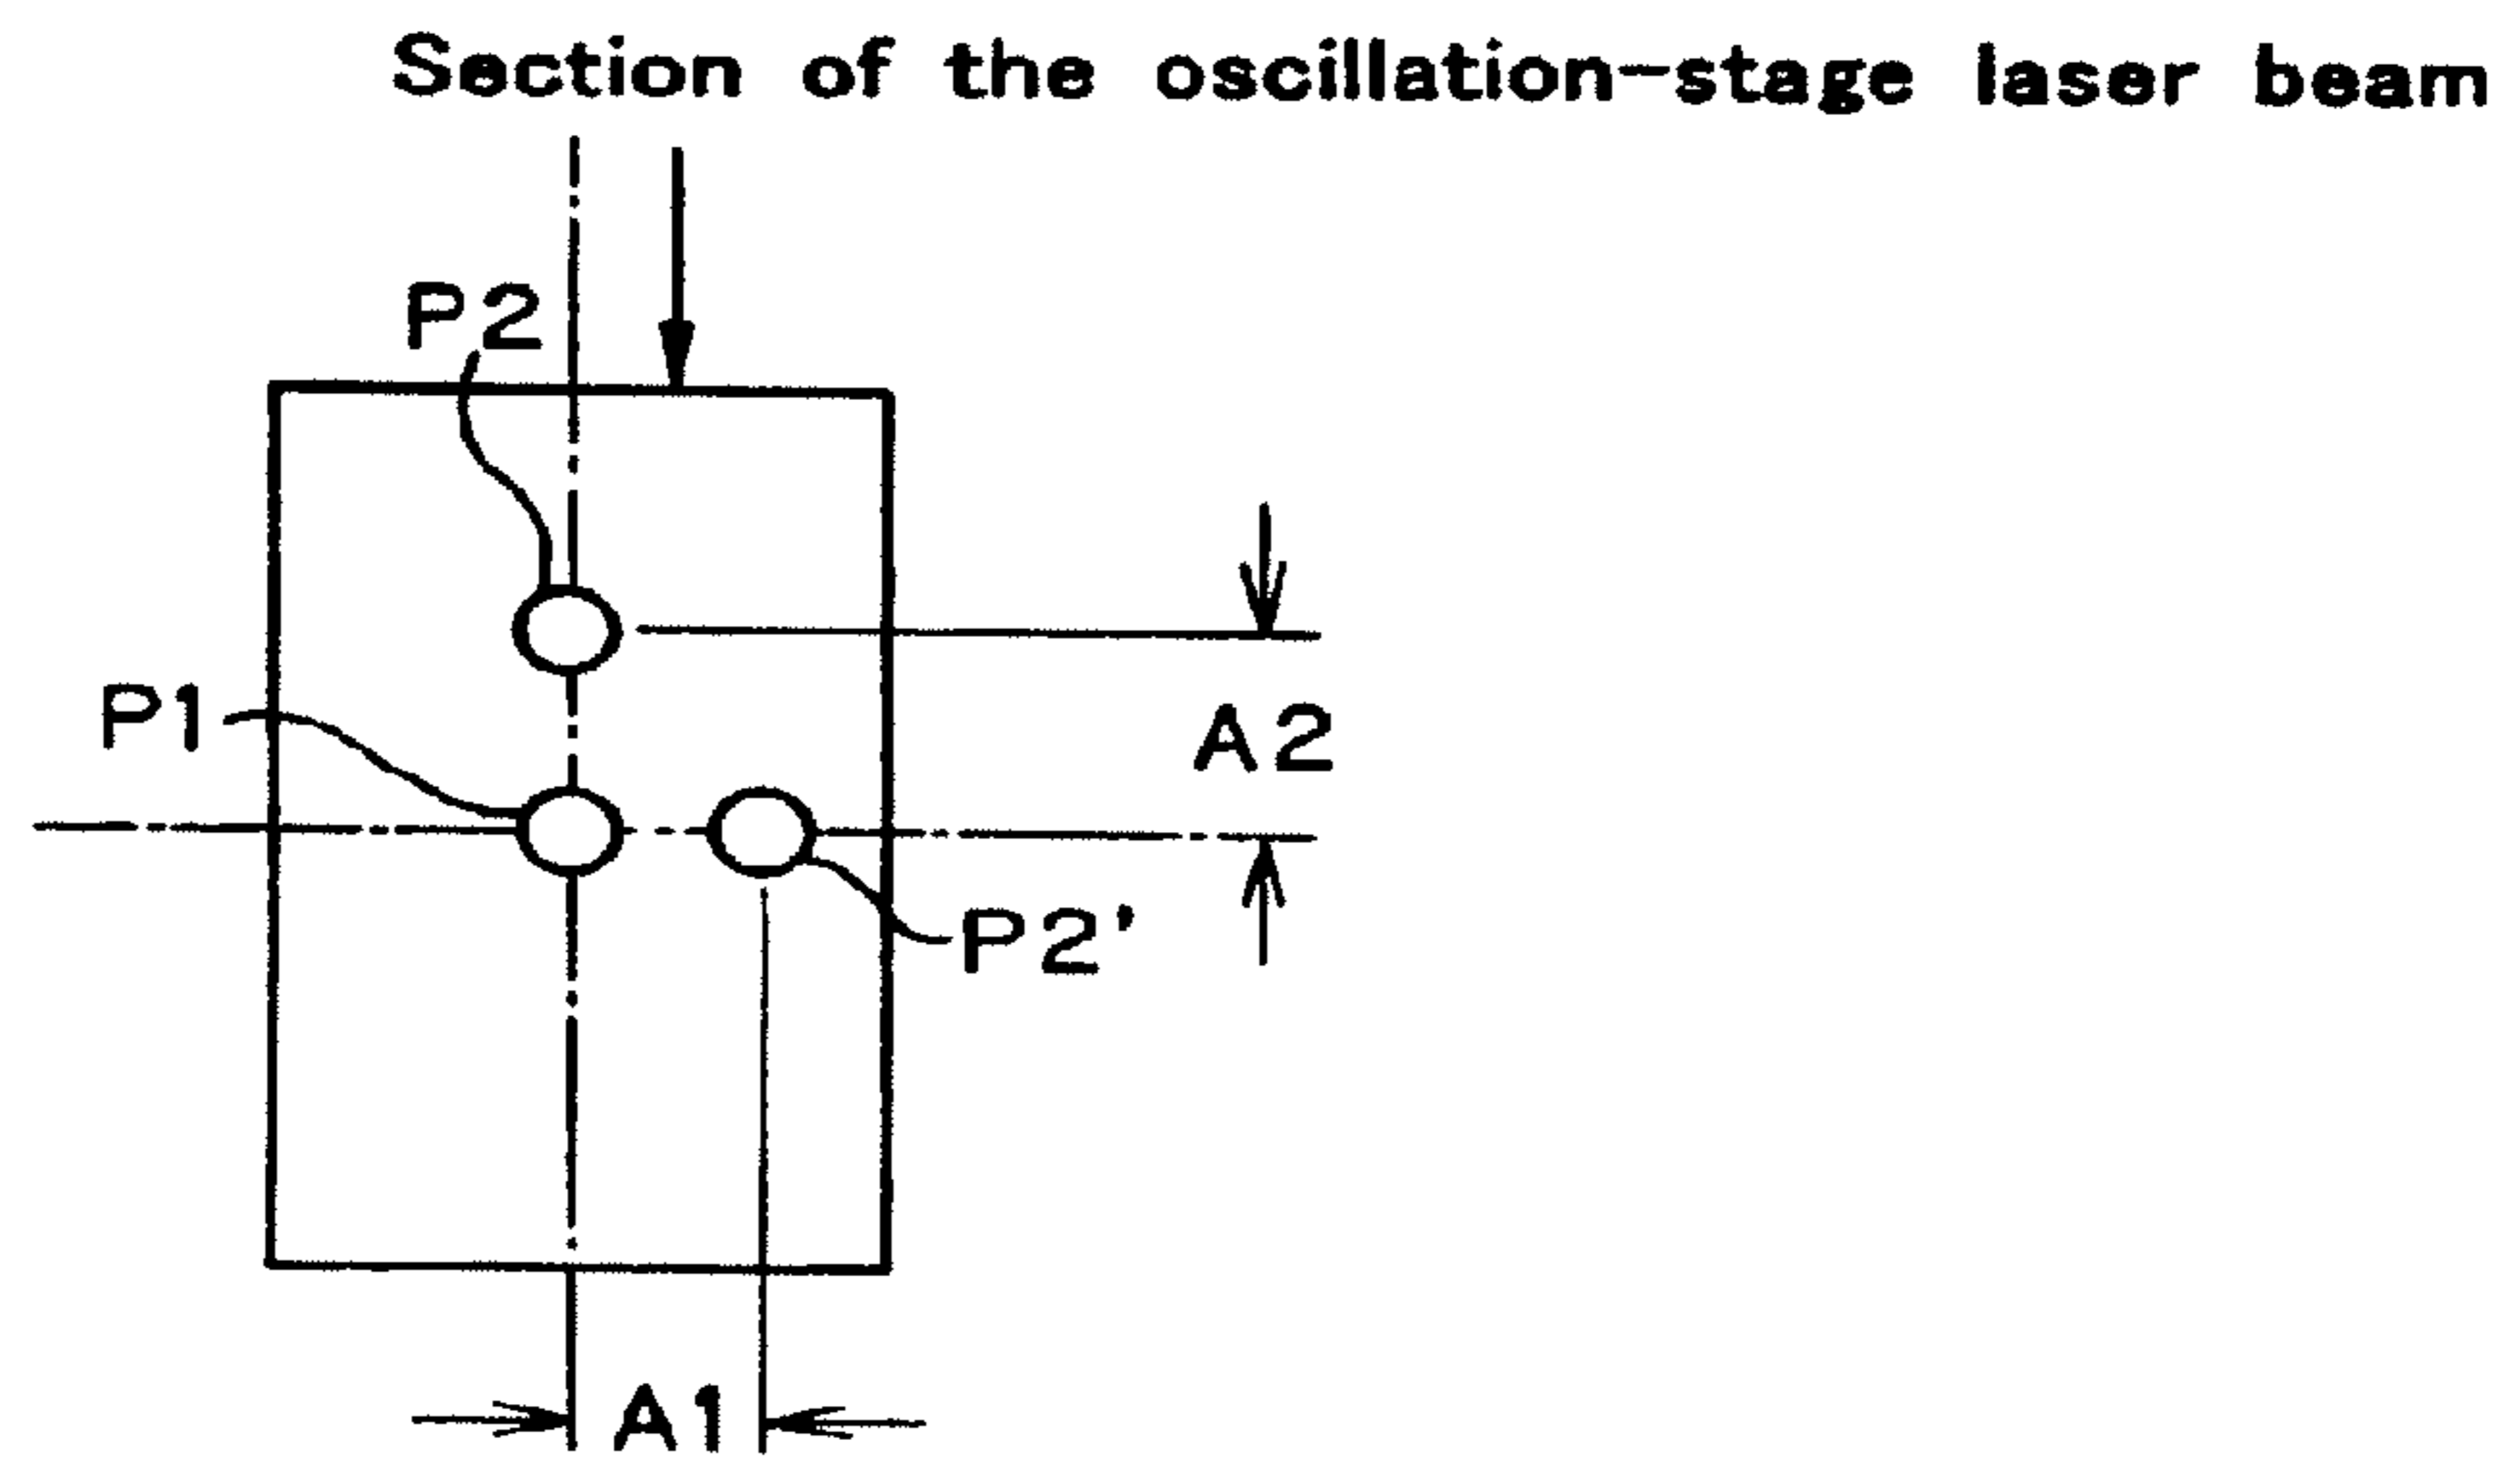 Section of the oscillation-stage laser beam
P2
P1
A2
P2'
A1